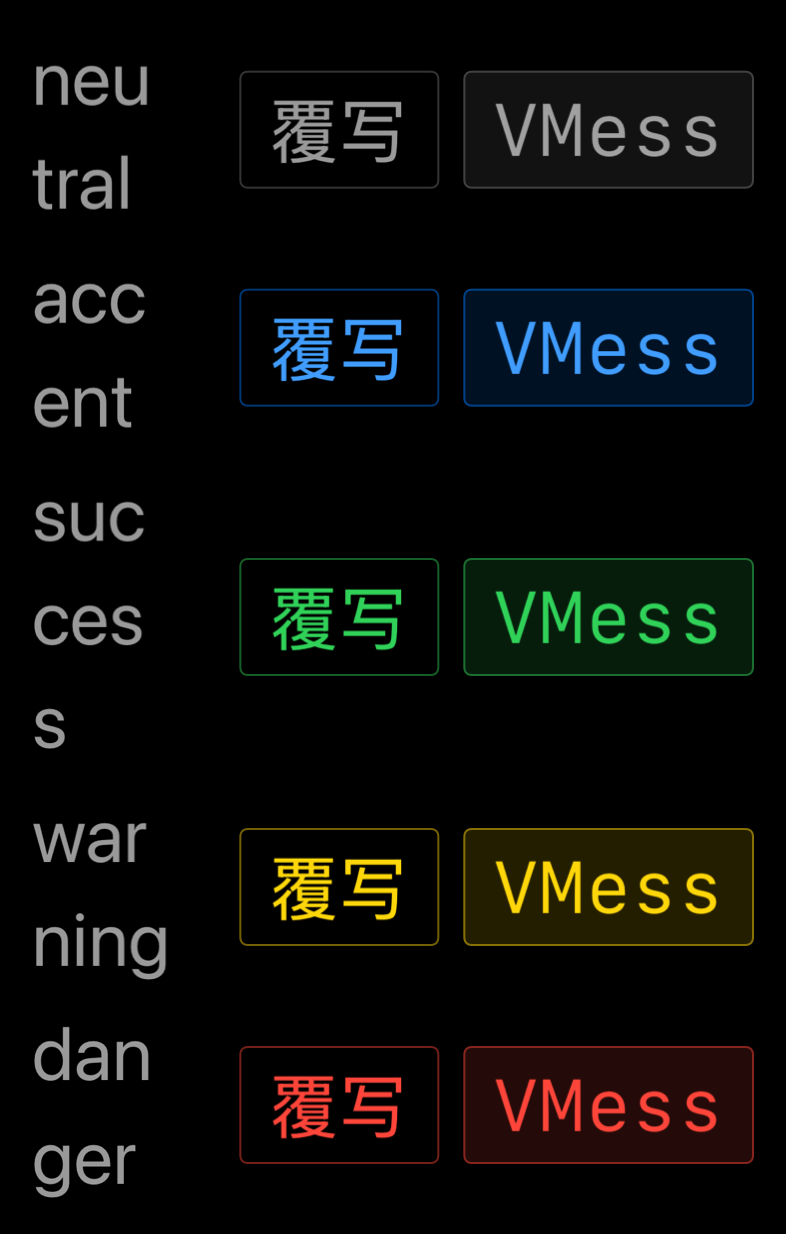 neu
tral
覆写 VMess
acc
ent
覆写 VMess
suc
ces
s
覆写 VMess
war
ning
覆写 VMess
dan
ger
覆写 VMess